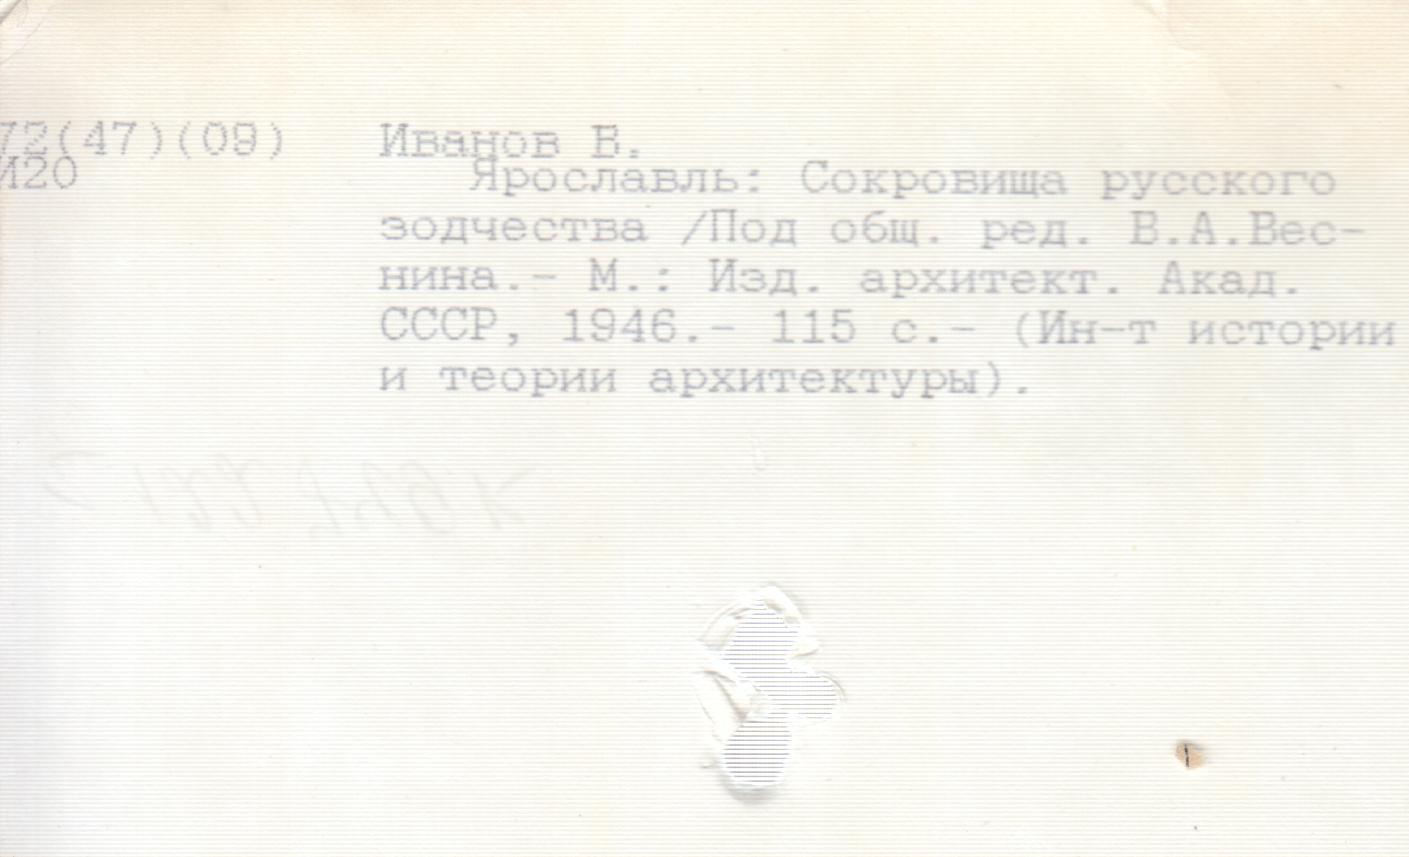 72(47)(09) Иванов В.
И20 Ярославль: Сокровища русского
зодчества /Под общ. ред. В.А.Вес-
нина.- М.: Изд. архитект. Акад.
СССР, 1946.- 115 с.- (Ин-т истории
и теории архитектуры).